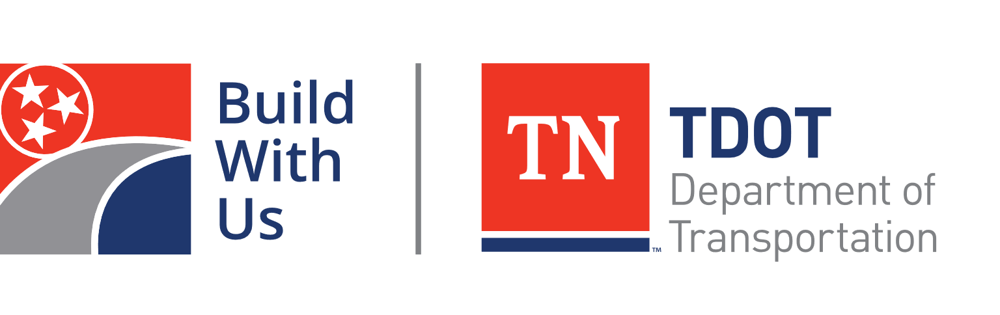 Build
With
Us
TN
TM
TDOT
Department of
Transportation